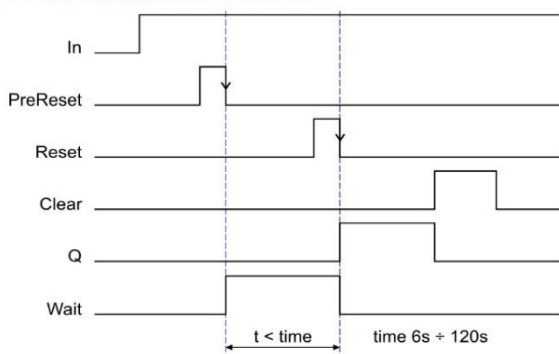 In
PreReset
Reset
Clear
Q
Wait
t < time
time 6s ÷ 120s